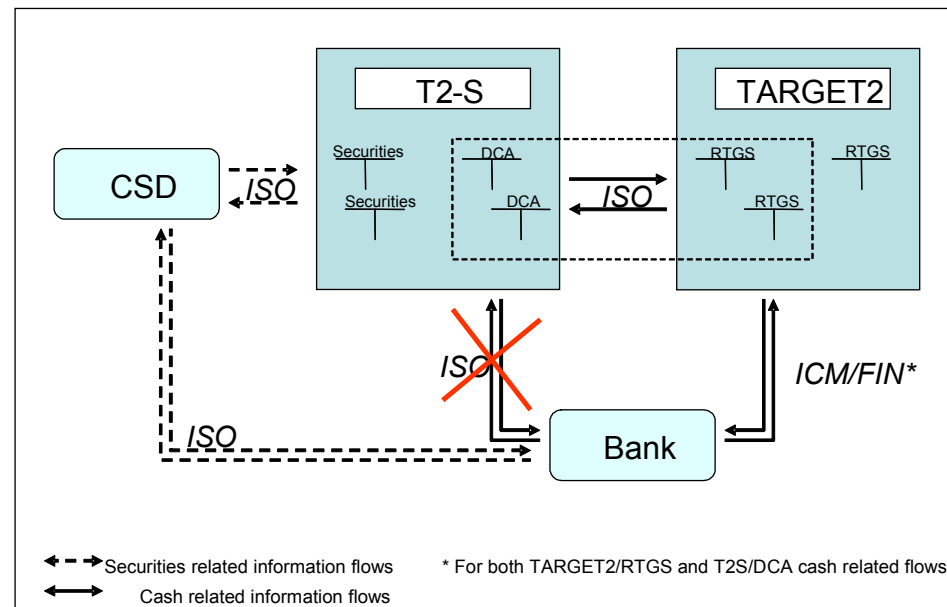 T2-S
TARGET2
Securities
DCA
RTGS
RTGS
CSD
ISO
Securities
DCA
ISO
RTGS
ISO
ICM/FIN*
ISO
Bank
Securities related information flows
* For both TARGET2/RTGS and T2S/DCA cash related flows
Cash related information flows